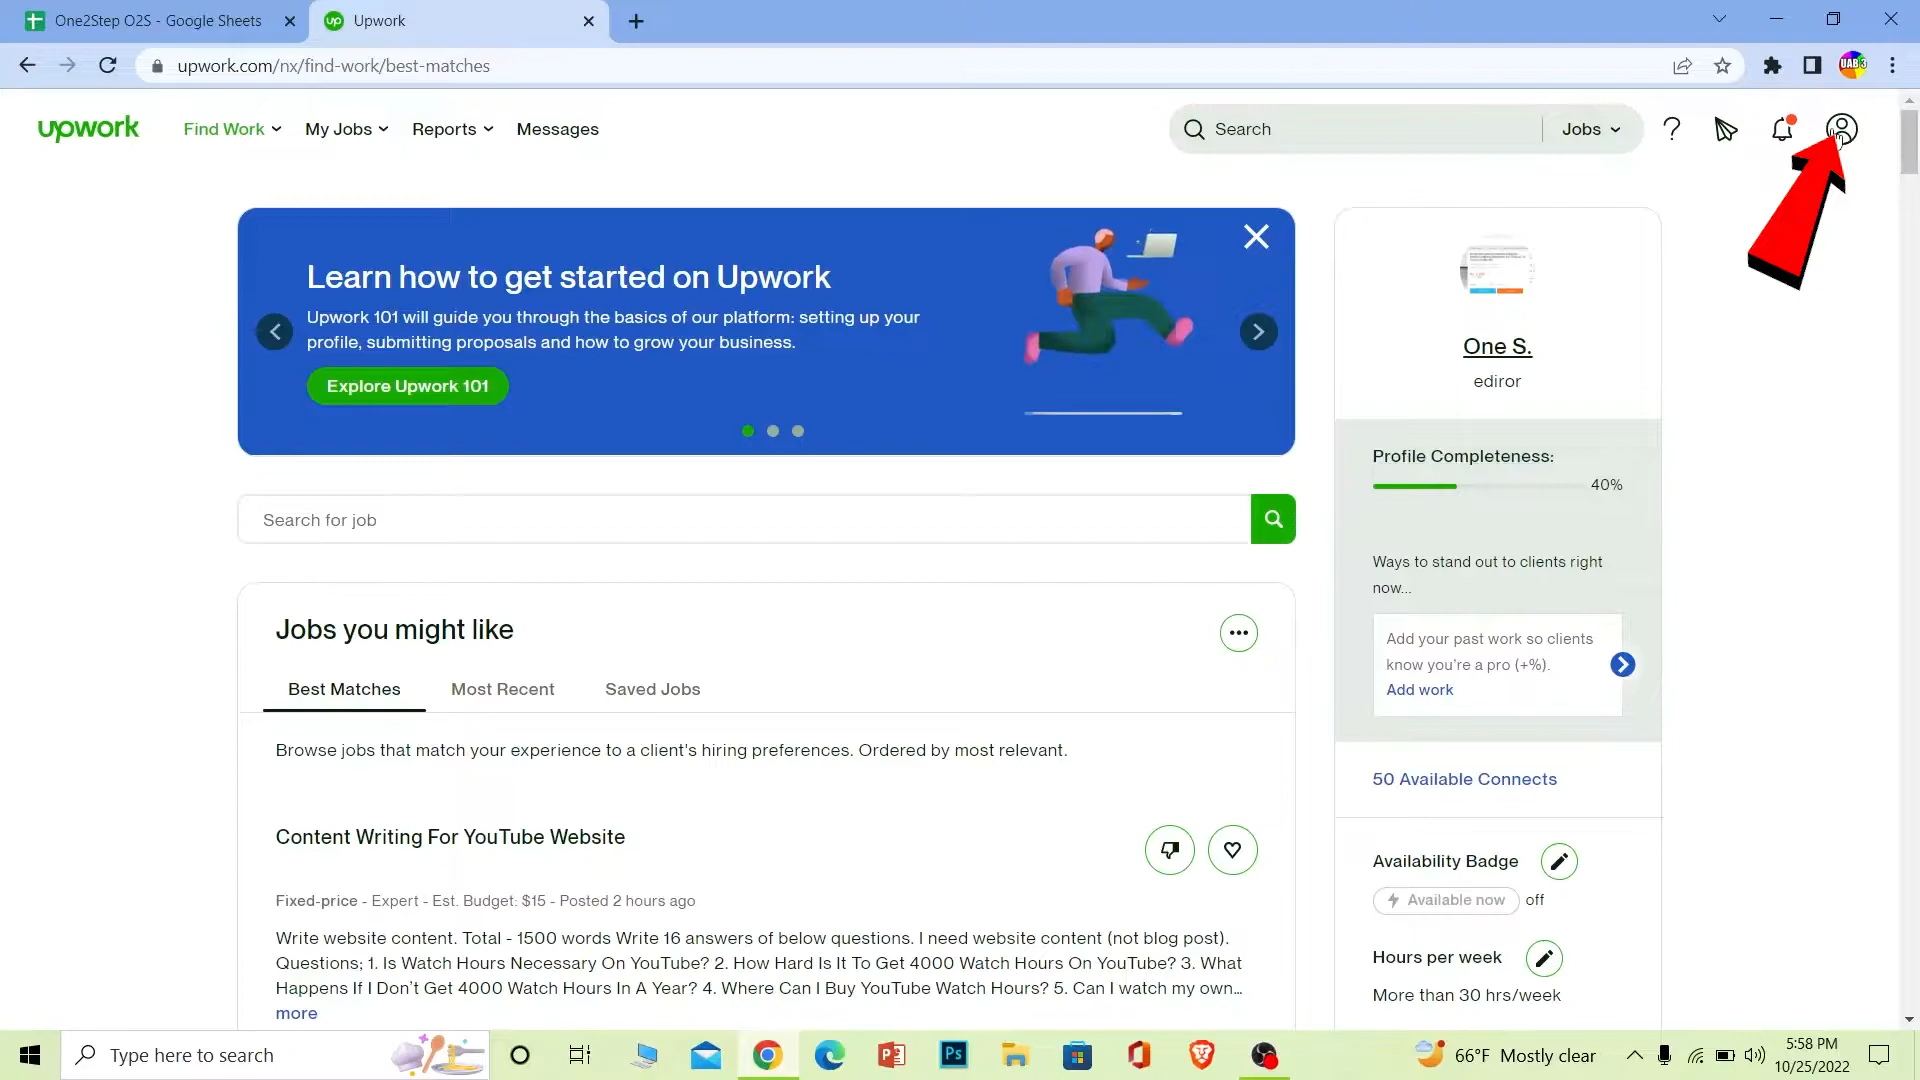 One2Step O2S - Google Sheets
Upwork
upwork.com/nx/find-work/best-matches
UAB 3
upwork
Find Work
My Jobs
Reports
Messages
Search
Jobs
Learn how to get started on Upwork
Upwork 101 will guide you through the basics of our platform: setting up your
profile, submitting proposals and how to grow your business.
Explore Upwork 101
Search for job
Jobs you might like
Best Matches
Most Recent
Saved Jobs
Browse jobs that match your experience to a client's hiring preferences. Ordered by most relevant.
Content Writing For YouTube Website
Fixed-price - Expert - Est. Budget: $15 - Posted 2 hours ago
Write website content. Total - 1500 words Write 16 answers of below questions. I need website content (not blog post).
Questions; 1. Is Watch Hours Necessary On YouTube? 2. How Hard Is It To Get 4000 Watch Hours On YouTube? 3. What
Happens If I Don't Get 4000 Watch Hours In A Year? 4. Where Can I Buy YouTube Watch Hours? 5. Can I watch my own...
more
One S.
ediror
Profile Completeness:
40%
Ways to stand out to clients right
now...
Add your past work so clients
know you're a pro (+%).
Add work
50 Available Connects
Availability Badge
Available now off
Hours per week
More than 30 hrs/week
Type here to search
Ps
66°F Mostly clear
5:58 PM
10/25/2022